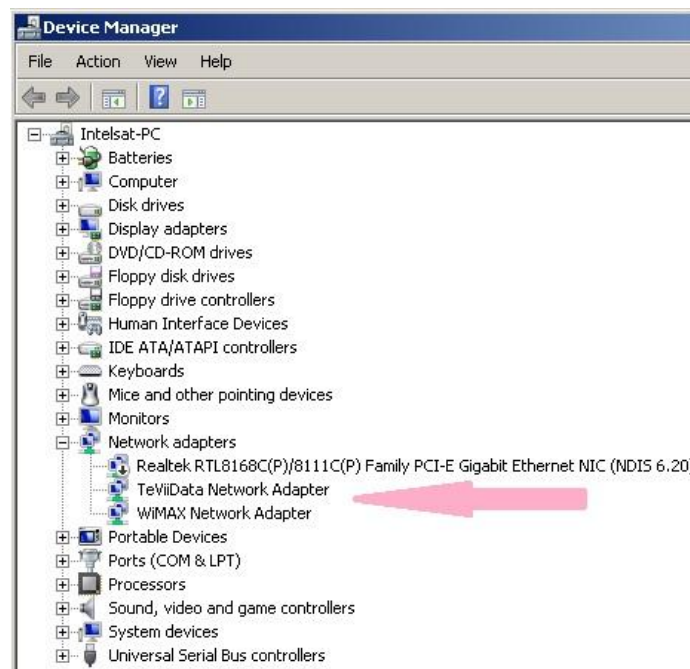 Device Manager
File Action View Help
Intelsat-PC
Batteries
Computer
Disk drives
Display adapters
DVD/CD-ROM drives
Floppy disk drives
Floppy drive controllers
Human Interface Devices
IDE ATA/ATAPI controllers
Keyboards
Mice and other pointing devices
Monitors
Network adapters
Realtek RTL8168C(P)/8111C(P) Family PCI-E Gigabit Ethernet NIC (NDIS 6.20)
TeViiData Network Adapter
WiMAX Network Adapter
Portable Devices
Ports (COM & LPT)
Processors
Sound, video and game controllers
System devices
Universal Serial Bus controllers